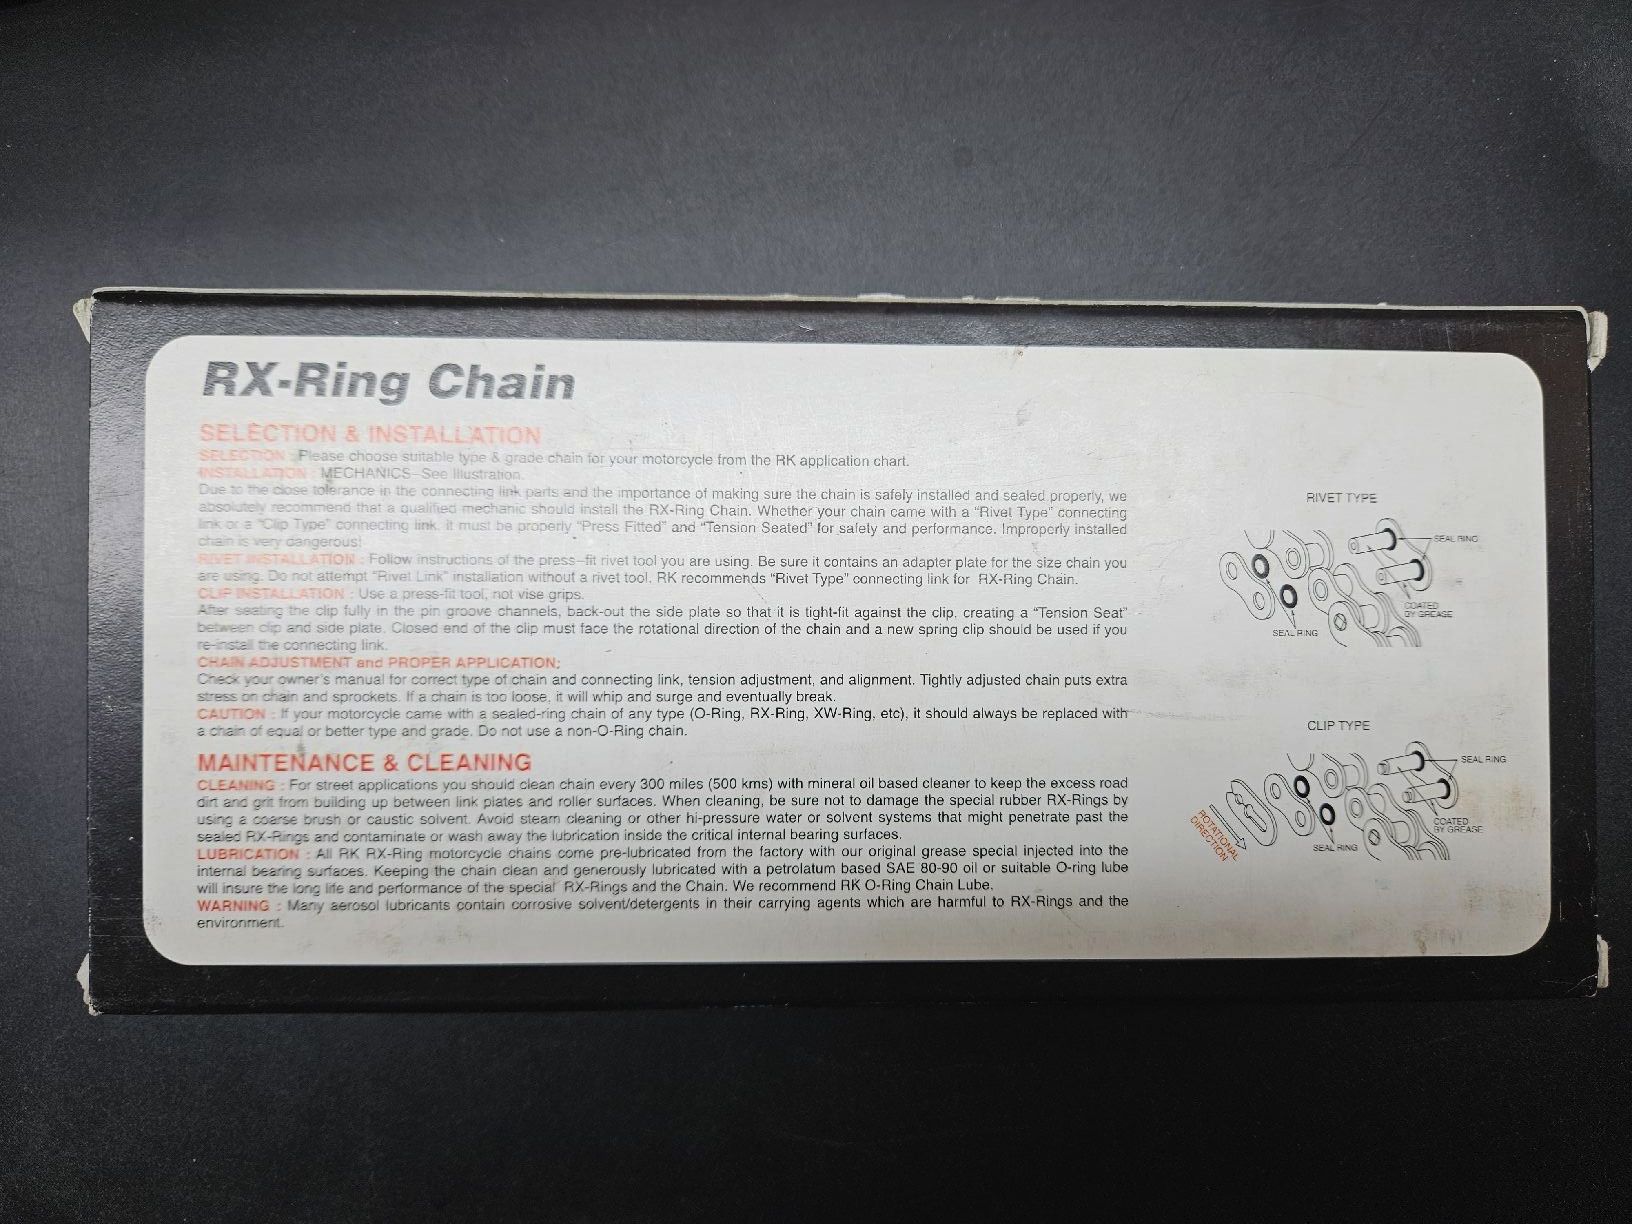 RX-Ring Chain
SELECTION & INSTALLATION
SELECTION : Please choose suitable type & grade chain for your motorcycle from the RK application chart.
INSTALLATION : MECHANICS-See Illustration.
Due to the close tolerance in the connecting link parts and the importance of making sure the chain is safely installed and sealed properly, we
absolutely recommend that a qualified mechanic should install the RX-Ring Chain. Whether your chain came with a "Rivet Type" connecting
link or a "Clip Type" connecting link, it must be properly "Press Fitted" and "Tension Seated" for safety and performance. Improperly installed
chain is very dangerous!
RIVET INSTALLATION : Follow instructions of the press-fit rivet tool you are using. Be sure it contains an adapter plate for the size chain you
are using. Do not attempt "Rivet Link" installation without a rivet tool. RK recommends "Rivet Type" connecting link for RX-Ring Chain.
CLIP INSTALLATION : Use a press-fit tool, not vise grips.
After seating the clip fully in the pin groove channels, back-out the side plate so that it is tight-fit against the clip, creating a "Tension Seat"
between clip and side plate. Closed end of the clip must face the rotational direction of the chain and a new spring clip should be used if you
re-install the connecting link.
CHAIN ADJUSTMENT and PROPER APPLICATION:
Check your owner's manual for correct type of chain and connecting link, tension adjustment, and alignment. Tightly adjusted chain puts extra
stress on chain and sprockets. If a chain is too loose, it will whip and surge and eventually break.
CAUTION : If your motorcycle came with a sealed-ring chain of any type (O-Ring, RX-Ring, XW-Ring, etc), it should always be replaced with
a chain of equal or better type and grade. Do not use a non-O-Ring chain.
MAINTENANCE & CLEANING
CLEANING : For street applications you should clean chain every 300 miles (500 kms) with mineral oil based cleaner to keep the excess road
dirt and grit from building up between link plates and roller surfaces. When cleaning, be sure not to damage the special rubber RX-Rings by
using a coarse brush or caustic solvent. Avoid steam cleaning or other hi-pressure water or solvent systems that might penetrate past the
sealed RX-Rings and contaminate or wash away the lubrication inside the critical internal bearing surfaces.
LUBRICATION : All RK RX-Ring motorcycle chains come pre-lubricated from the factory with our original grease special injected into the
internal bearing surfaces. Keeping the chain clean and generously lubricated with a petrolatum based SAE 80-90 oil or suitable O-ring lube
will insure the long life and performance of the special RX-Rings and the Chain. We recommend RK O-Ring Chain Lube.
WARNING : Many aerosol lubricants contain corrosive solvent/detergents in their carrying agents which are harmful to RX-Rings and the
environment.
RIVET TYPE
SEAL RING
COATED
BY GREASE
SEAL RING
CLIP TYPE
SEAL RING
COATED
BY GREASE
SEAL RING
ROTATIONAL
DIRECTION